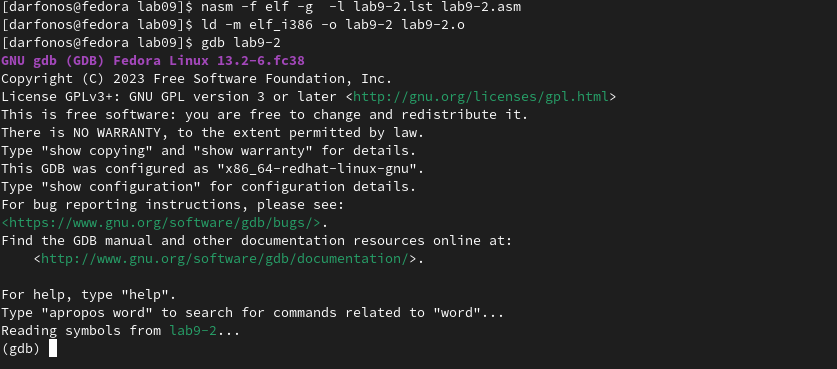 [darfonos@fedora lab09]$ nasm -f elf -g  -l lab9-2.lst lab9-2.asm
[darfonos@fedora lab09]$ ld -m elf_i386 -o lab9-2 lab9-2.o
[darfonos@fedora lab09]$ gdb lab9-2
GNU gdb (GDB) Fedora Linux 13.2-6.fc38
Copyright (C) 2023 Free Software Foundation, Inc.
License GPLv3+: GNU GPL version 3 or later <http://gnu.org/licenses/gpl.html>
This is free software: you are free to change and redistribute it.
There is NO WARRANTY, to the extent permitted by law.
Type "show copying" and "show warranty" for details.
This GDB was configured as "x86_64-redhat-linux-gnu".
Type "show configuration" for configuration details.
For bug reporting instructions, please see:
<https://www.gnu.org/software/gdb/bugs/>.
Find the GDB manual and other documentation resources online at:
    <http://www.gnu.org/software/gdb/documentation/>.

For help, type "help".
Type "apropos word" to search for commands related to "word"...
Reading symbols from lab9-2...
(gdb)